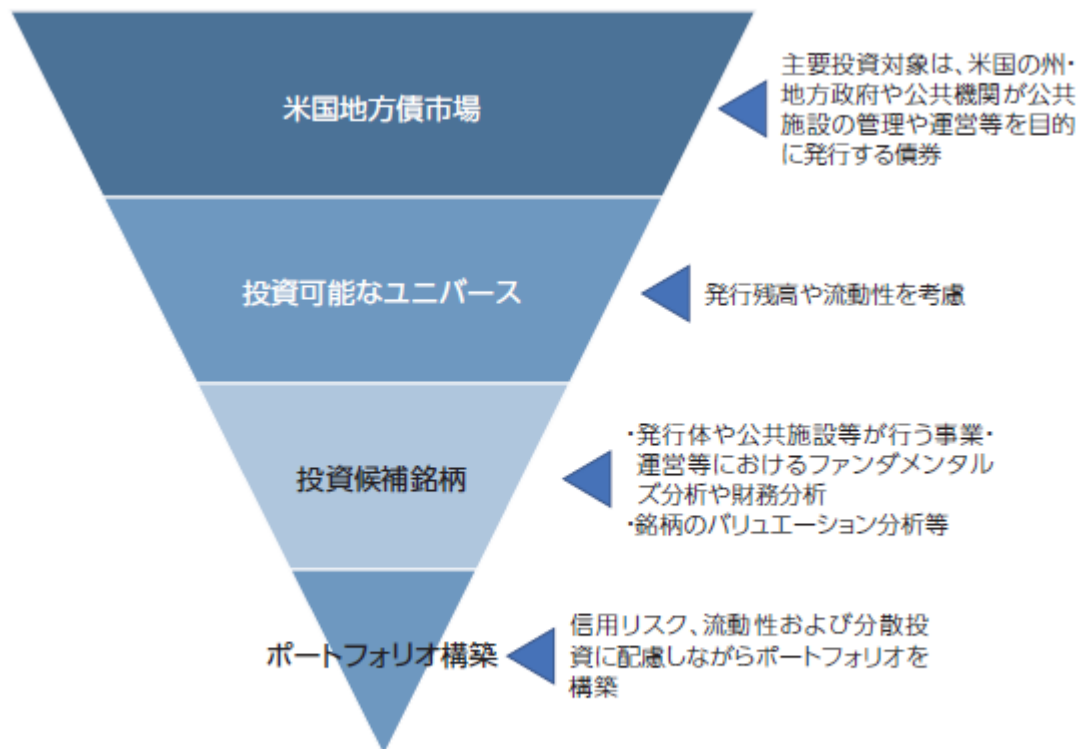 米国地方債市場
主要投資対象は、米国の州・
地方政府や公共機関が公共
施設の管理や運営等を目的
に発行する債券
投資可能なユニバース
発行残高や流動性を考慮
投資候補銘柄
・発行体や公共施設等が行う事業・
運営等におけるファンダメンタル
ズ分析や財務分析
・銘柄のバリュエーション分析等
ポートフォリオ構築
信用リスク、流動性および分散投
資に配慮しながらポートフォリオを
構築